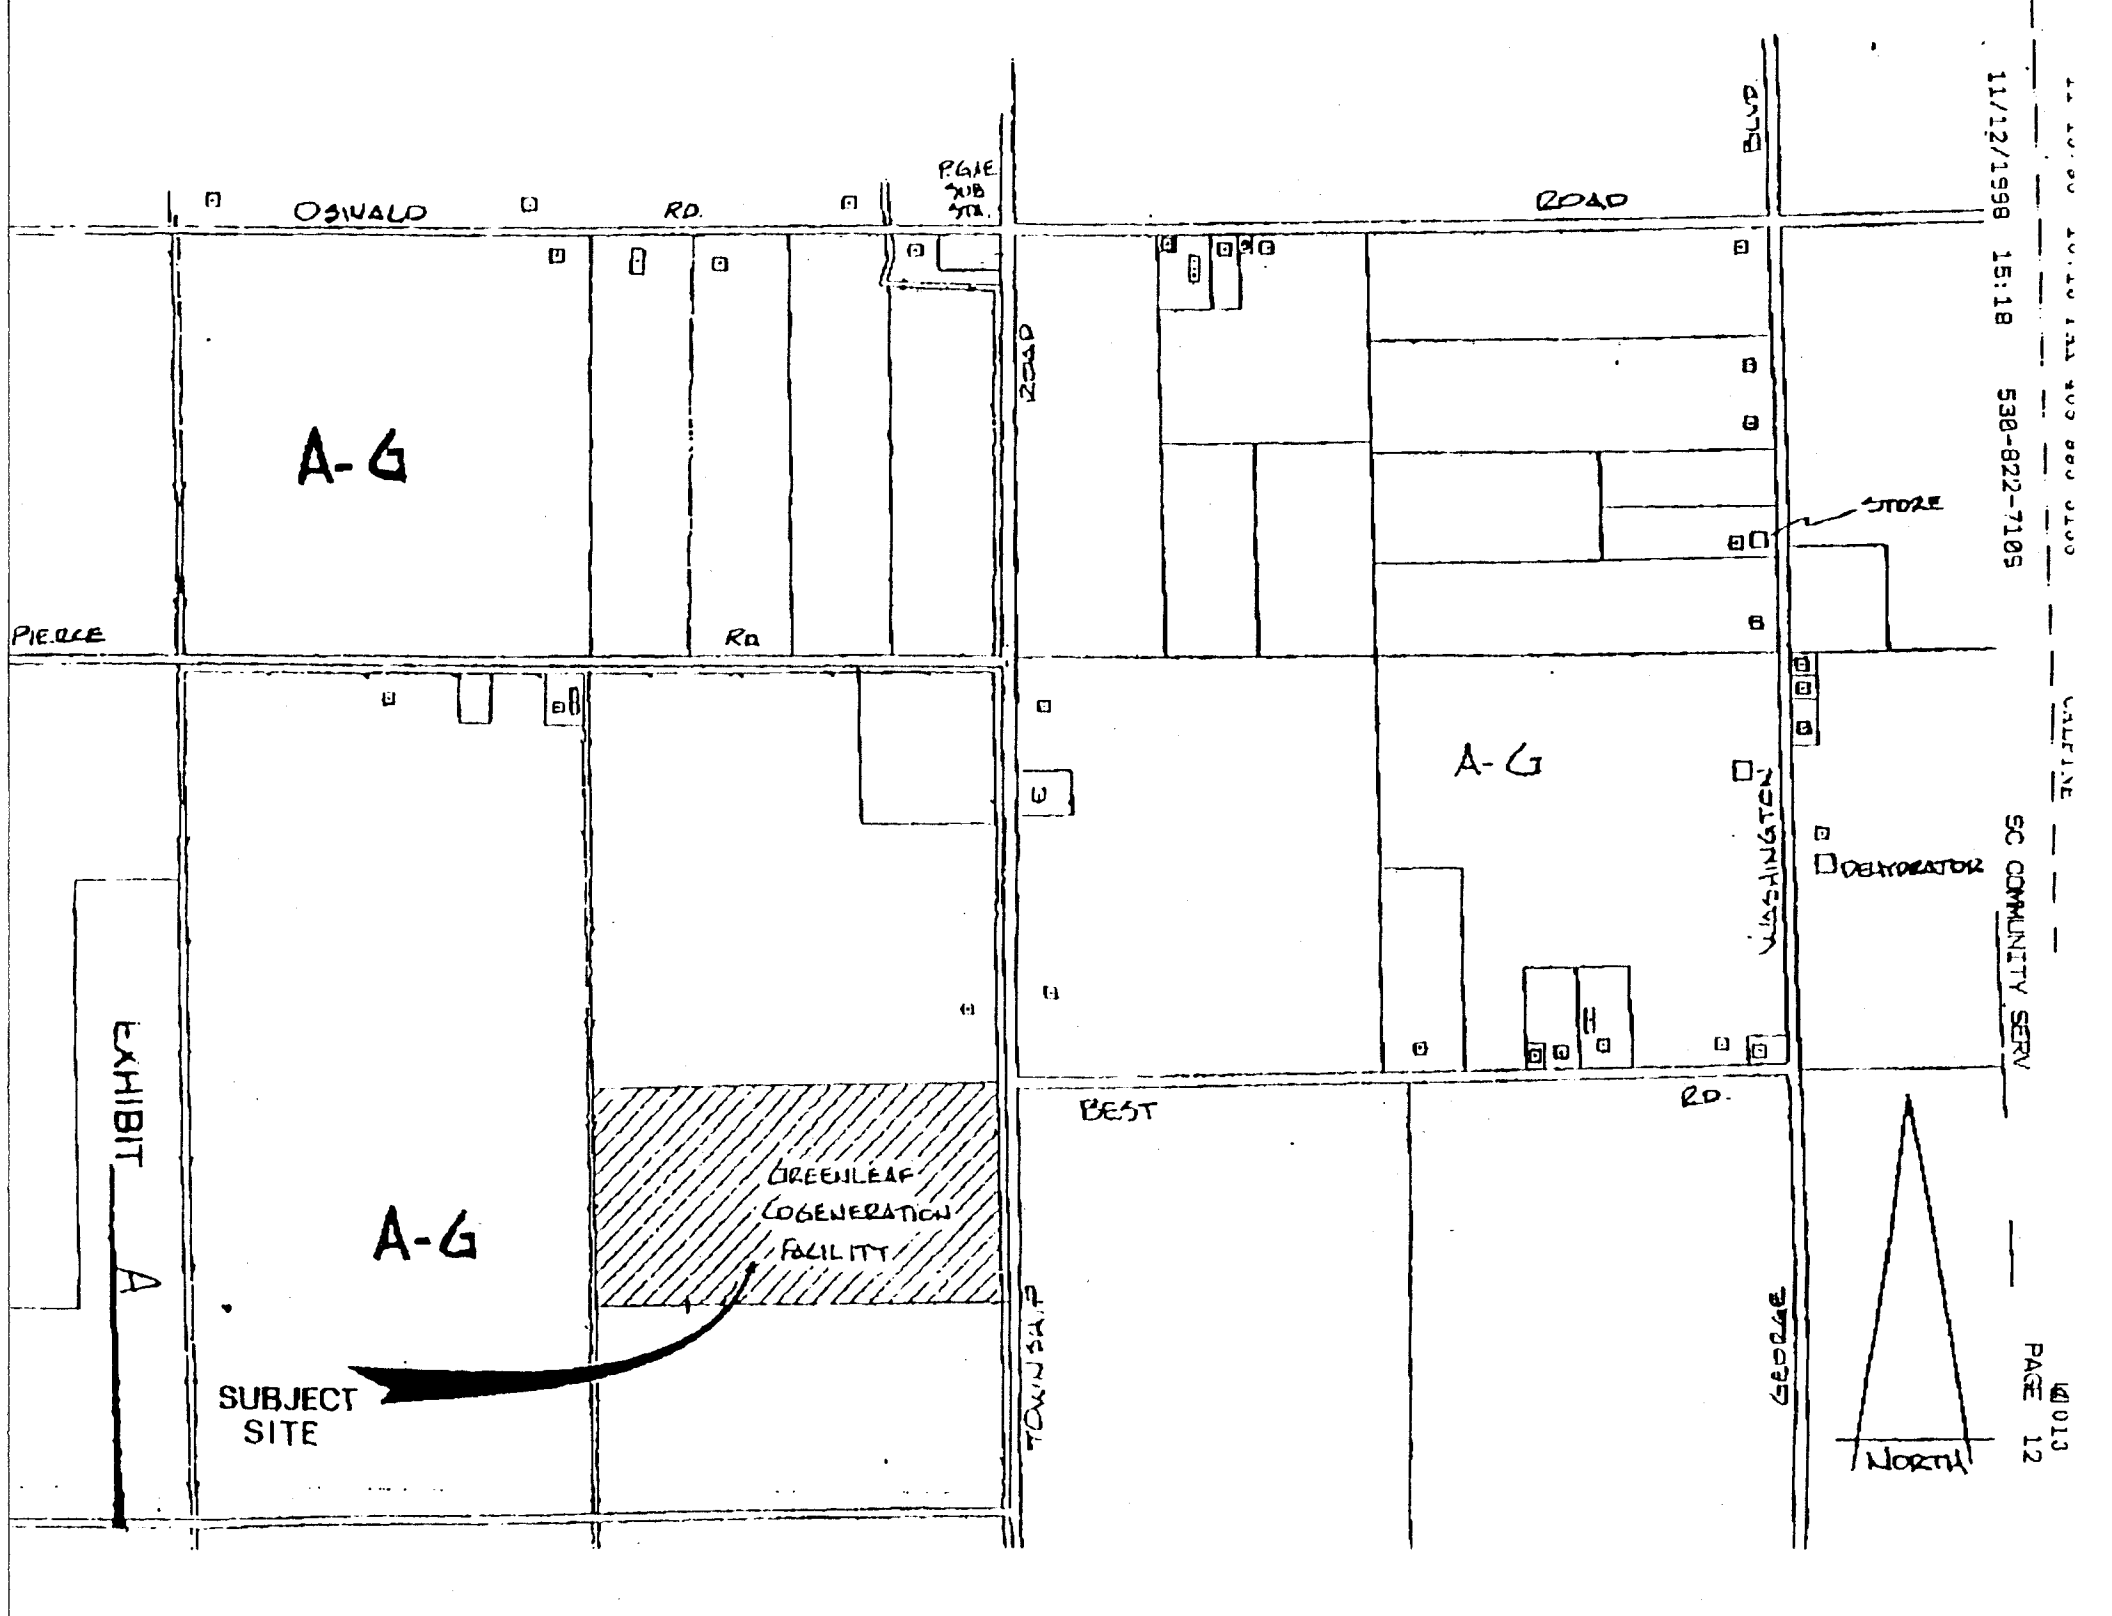 BLVD.
P.G&E
SUB
STA.
OSWALD RD.
ROAD
ROAD
A-G
STORE
PIERCE RD
A-G
WASHINGTON
DEHYDRATOR
BEST RD.
GREENLEAF
COGENERATION
FACILITY
A-G
TOWNSHIP
GEORGE
SUBJECT
SITE
NORTH
EXHIBIT A
11/12/1998 15:18 530-822-7109 SC COMMUNITY SERV PAGE 12
013